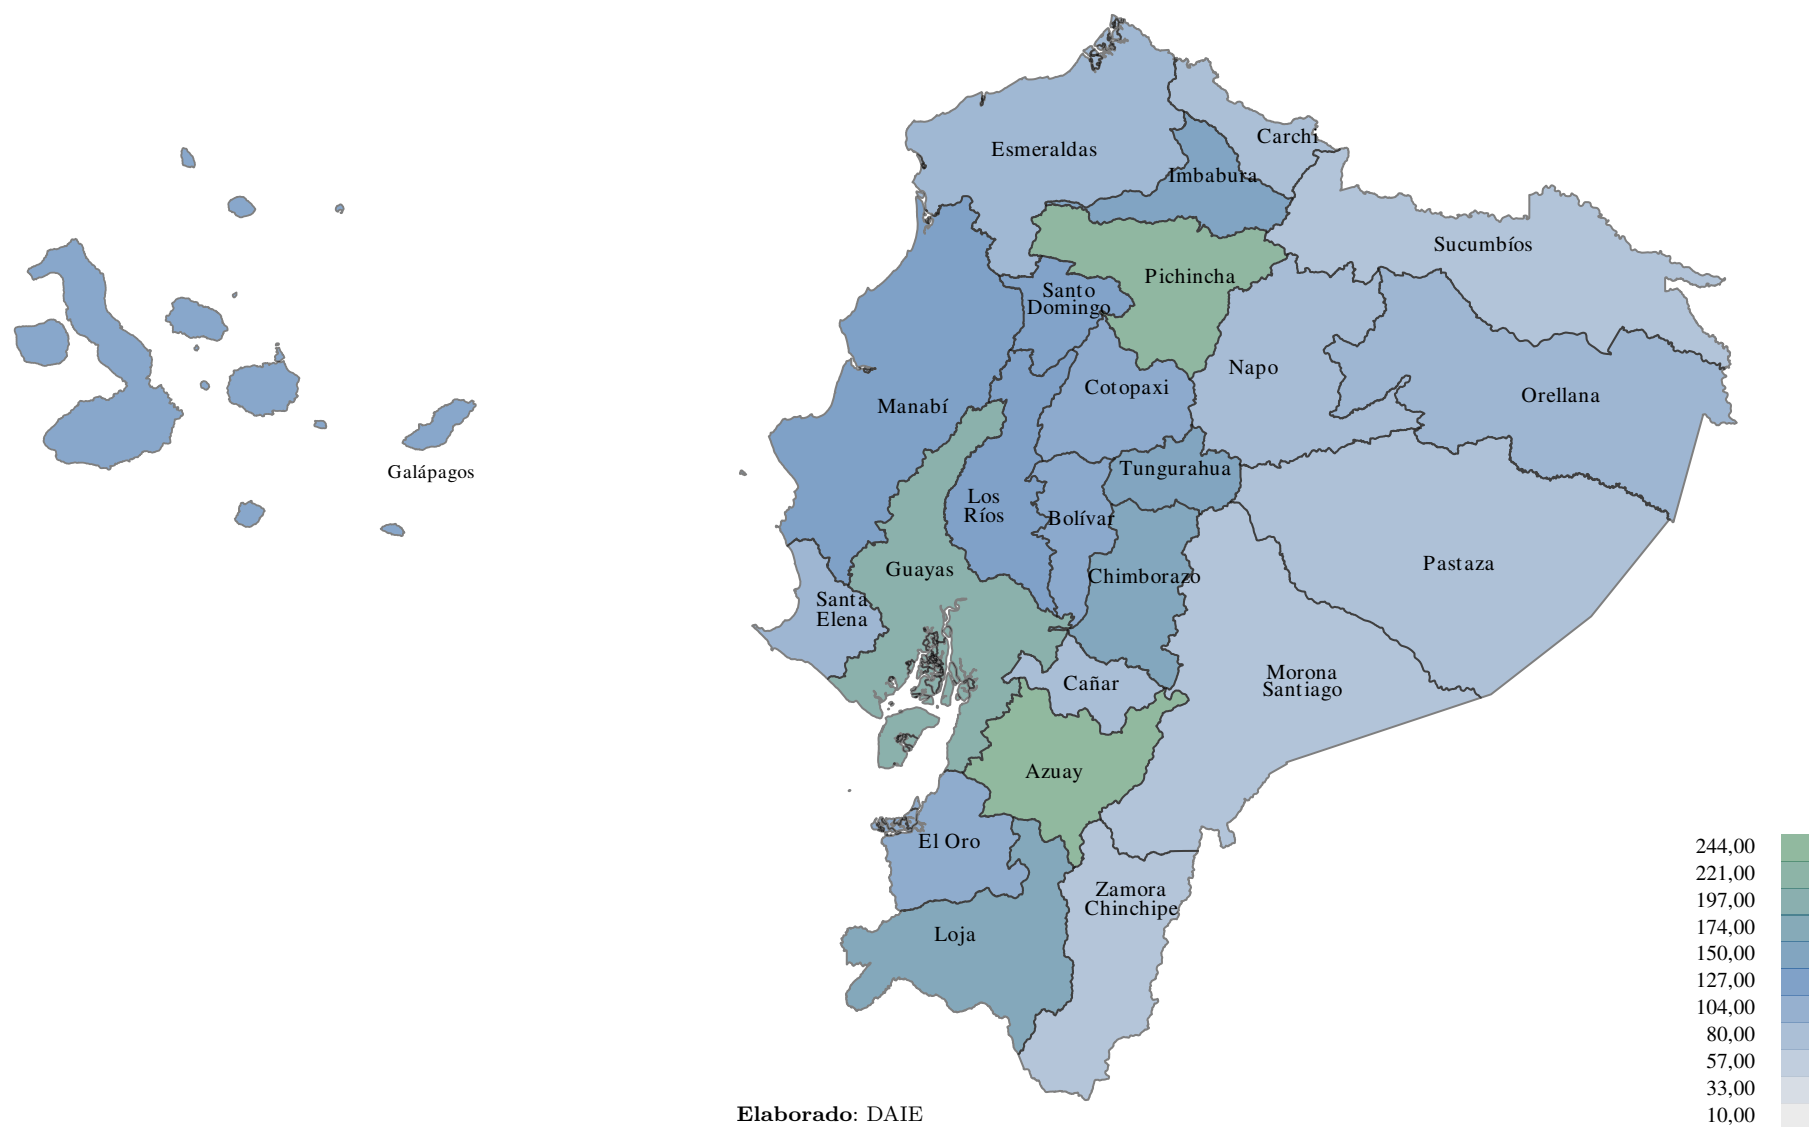 Esmeraldas
Carchi
Imbabura
Sucumbíos
Pichincha
Santo
Domingo
Napo
Cotopaxi
Orellana
Manabí
Galápagos
Tungurahua
Los
Ríos
Bolívar
Guayas
Chimborazo
Pastaza
Santa
Elena
Morona
Santiago
Cañar
Azuay
El Oro
Zamora
Chinchipe
Loja
244,00
221,00
197,00
174,00
150,00
127,00
104,00
80,00
57,00
33,00
10,00
Elaborado: DAIE